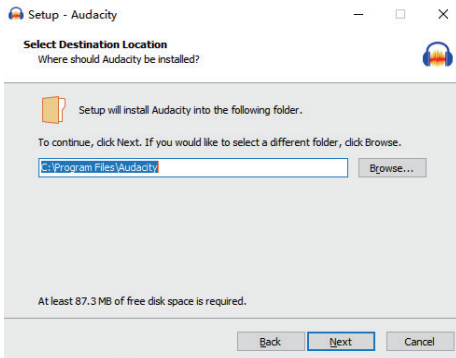 Setup - Audacity
Select Destination Location
Where should Audacity be installed?
Setup will install Audacity into the following folder.
To continue, click Next. If you would like to select a different folder, click Browse.
C:\Program Files\Audacity
Browse...
At least 87.3 MB of free disk space is required.
Back
Next
Cancel